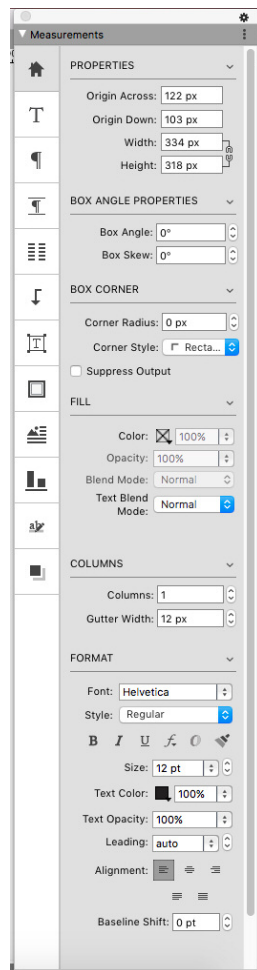 Measurements
PROPERTIES
Origin Across: 122 px
Origin Down: 103 px
Width: 334 px
Height: 318 px
BOX ANGLE PROPERTIES
Box Angle: 0°
Box Skew: 0°
BOX CORNER
Corner Radius: 0 px
Corner Style: Recta...
Suppress Output
FILL
Color: 100%
Opacity: 100%
Blend Mode: Normal
Text Blend
Mode: Normal
COLUMNS
Columns: 1
Gutter Width: 12 px
FORMAT
Font: Helvetica
Style: Regular
B I U f O
Size: 12 pt
Text Color: 100%
Text Opacity: 100%
Leading: auto
Alignment:
Baseline Shift: 0 pt